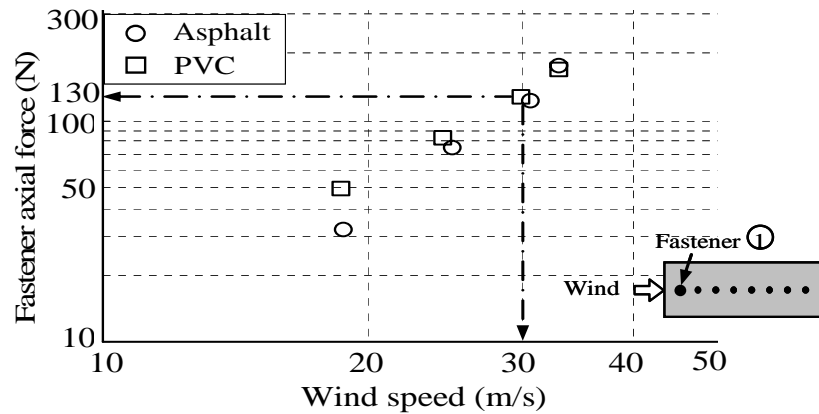 300
Asphalt
PVC
130
100
50
10
Fastener axial force (N)
Fastener 1
Wind
10 20 30 40 50
Wind speed (m/s)